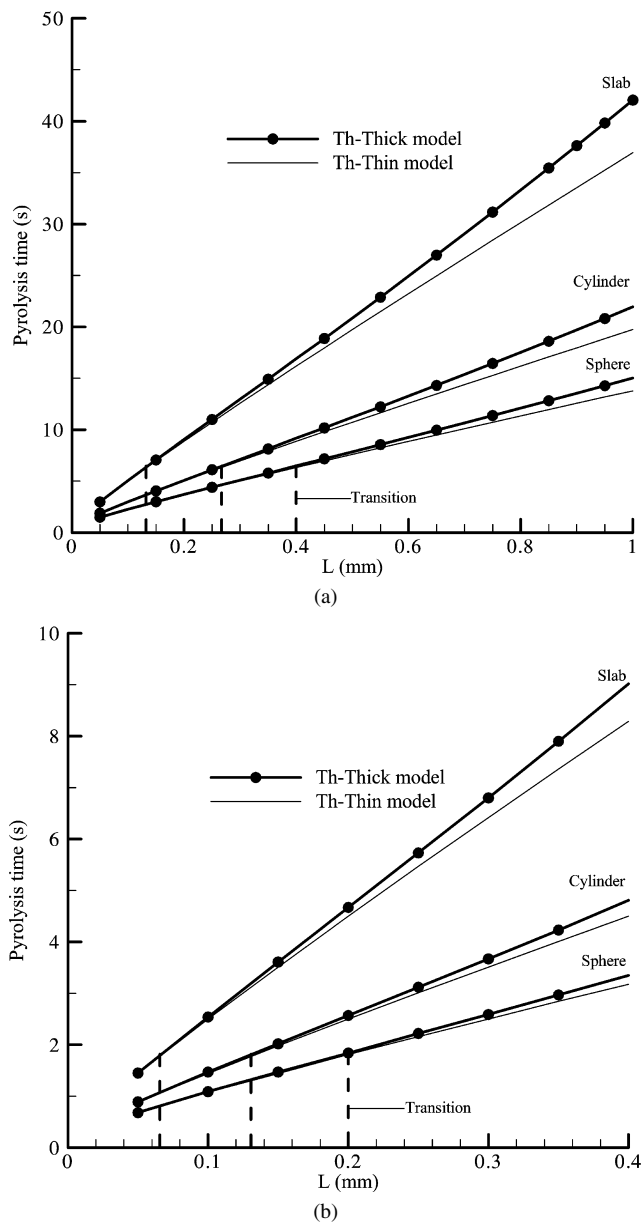 50
Slab
40
Th-Thick model
Th-Thin model
30
Pyrolysis time (s)
Cylinder
20
Sphere
10
Transition
0
0 0.2 0.4 0.6 0.8 1
L (mm)
(a)
10
Slab
8
Th-Thick model
Th-Thin model
6
Pyrolysis time (s)
Cylinder
4
Sphere
2
Transition
0
0 0.1 0.2 0.3 0.4
L (mm)
(b)